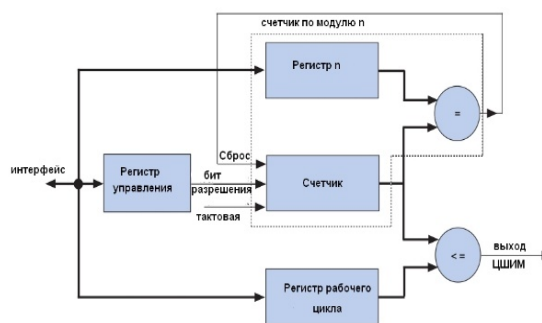 счетчик по модулю n
Регистр n
=
Сброс
интерфейс
Регистр
управления
бит
разрешения
Счетчик
тактовая
< =
выход
ЦШИМ
Регистр рабочего
цикла